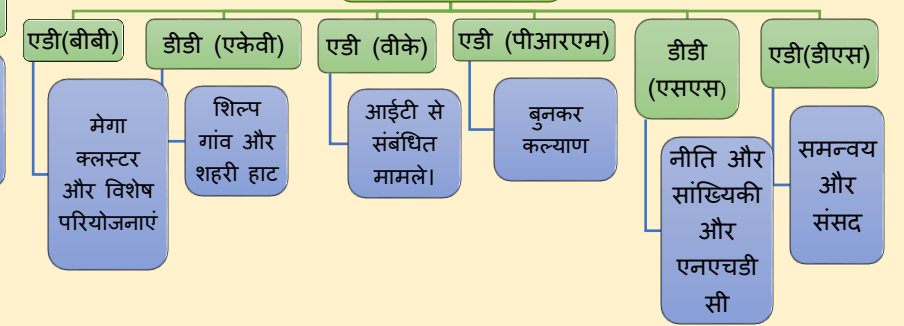 एडी(बीबी)
मेगा
क्लस्टर
और विशेष
परियोजनाएं
डीडी (एकेवी)
शिल्प
गांव और
शहरी हाट
एडी (वीके)
आईटी से
संबंधित
मामले।
एडी (पीआरएम)
बुनकर
कल्याण
डीडी
(एसएस)
नीति और
सांख्यिकी
और
एनएचडी
सी
एडी(डीएस)
समन्वय
और
संसद